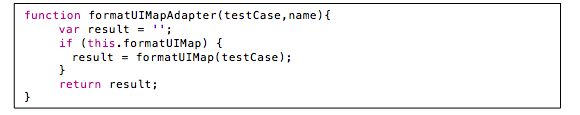 function formatUIMapAdapter(testCase,name){
var result = '';
if (this.formatUIMap) {
result = formatUIMap(testCase);
}
return result;
}